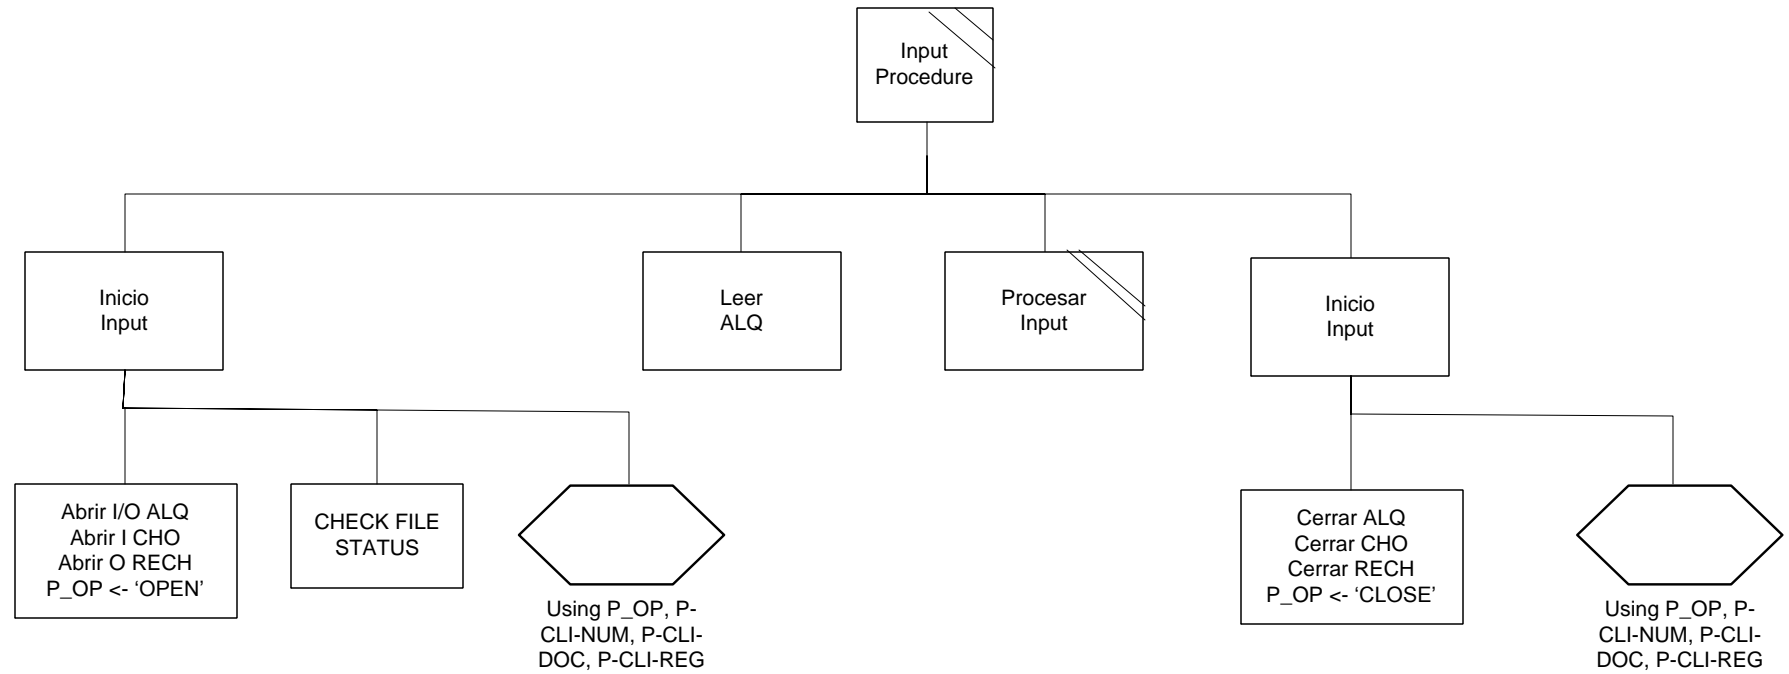 Input
Procedure
Inicio
Input
Leer
ALQ
Procesar
Input
Inicio
Input
Abrir I/O ALQ
Abrir I CHO
Abrir O RECH
P_OP <- ‘OPEN’
CHECK FILE
STATUS
Using P_OP, P-
CLI-NUM, P-CLI-
DOC, P-CLI-REG
Cerrar ALQ
Cerrar CHO
Cerrar RECH
P_OP <- ‘CLOSE’
Using P_OP, P-
CLI-NUM, P-CLI-
DOC, P-CLI-REG